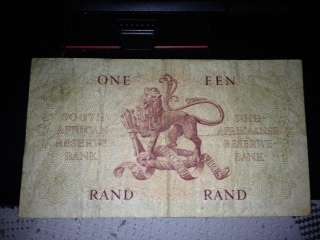 ONE EEN
SOUTH AFRICAN RESERVE BANK
SUID-AFRIKAANSE RESERWE BANK
RAND RAND